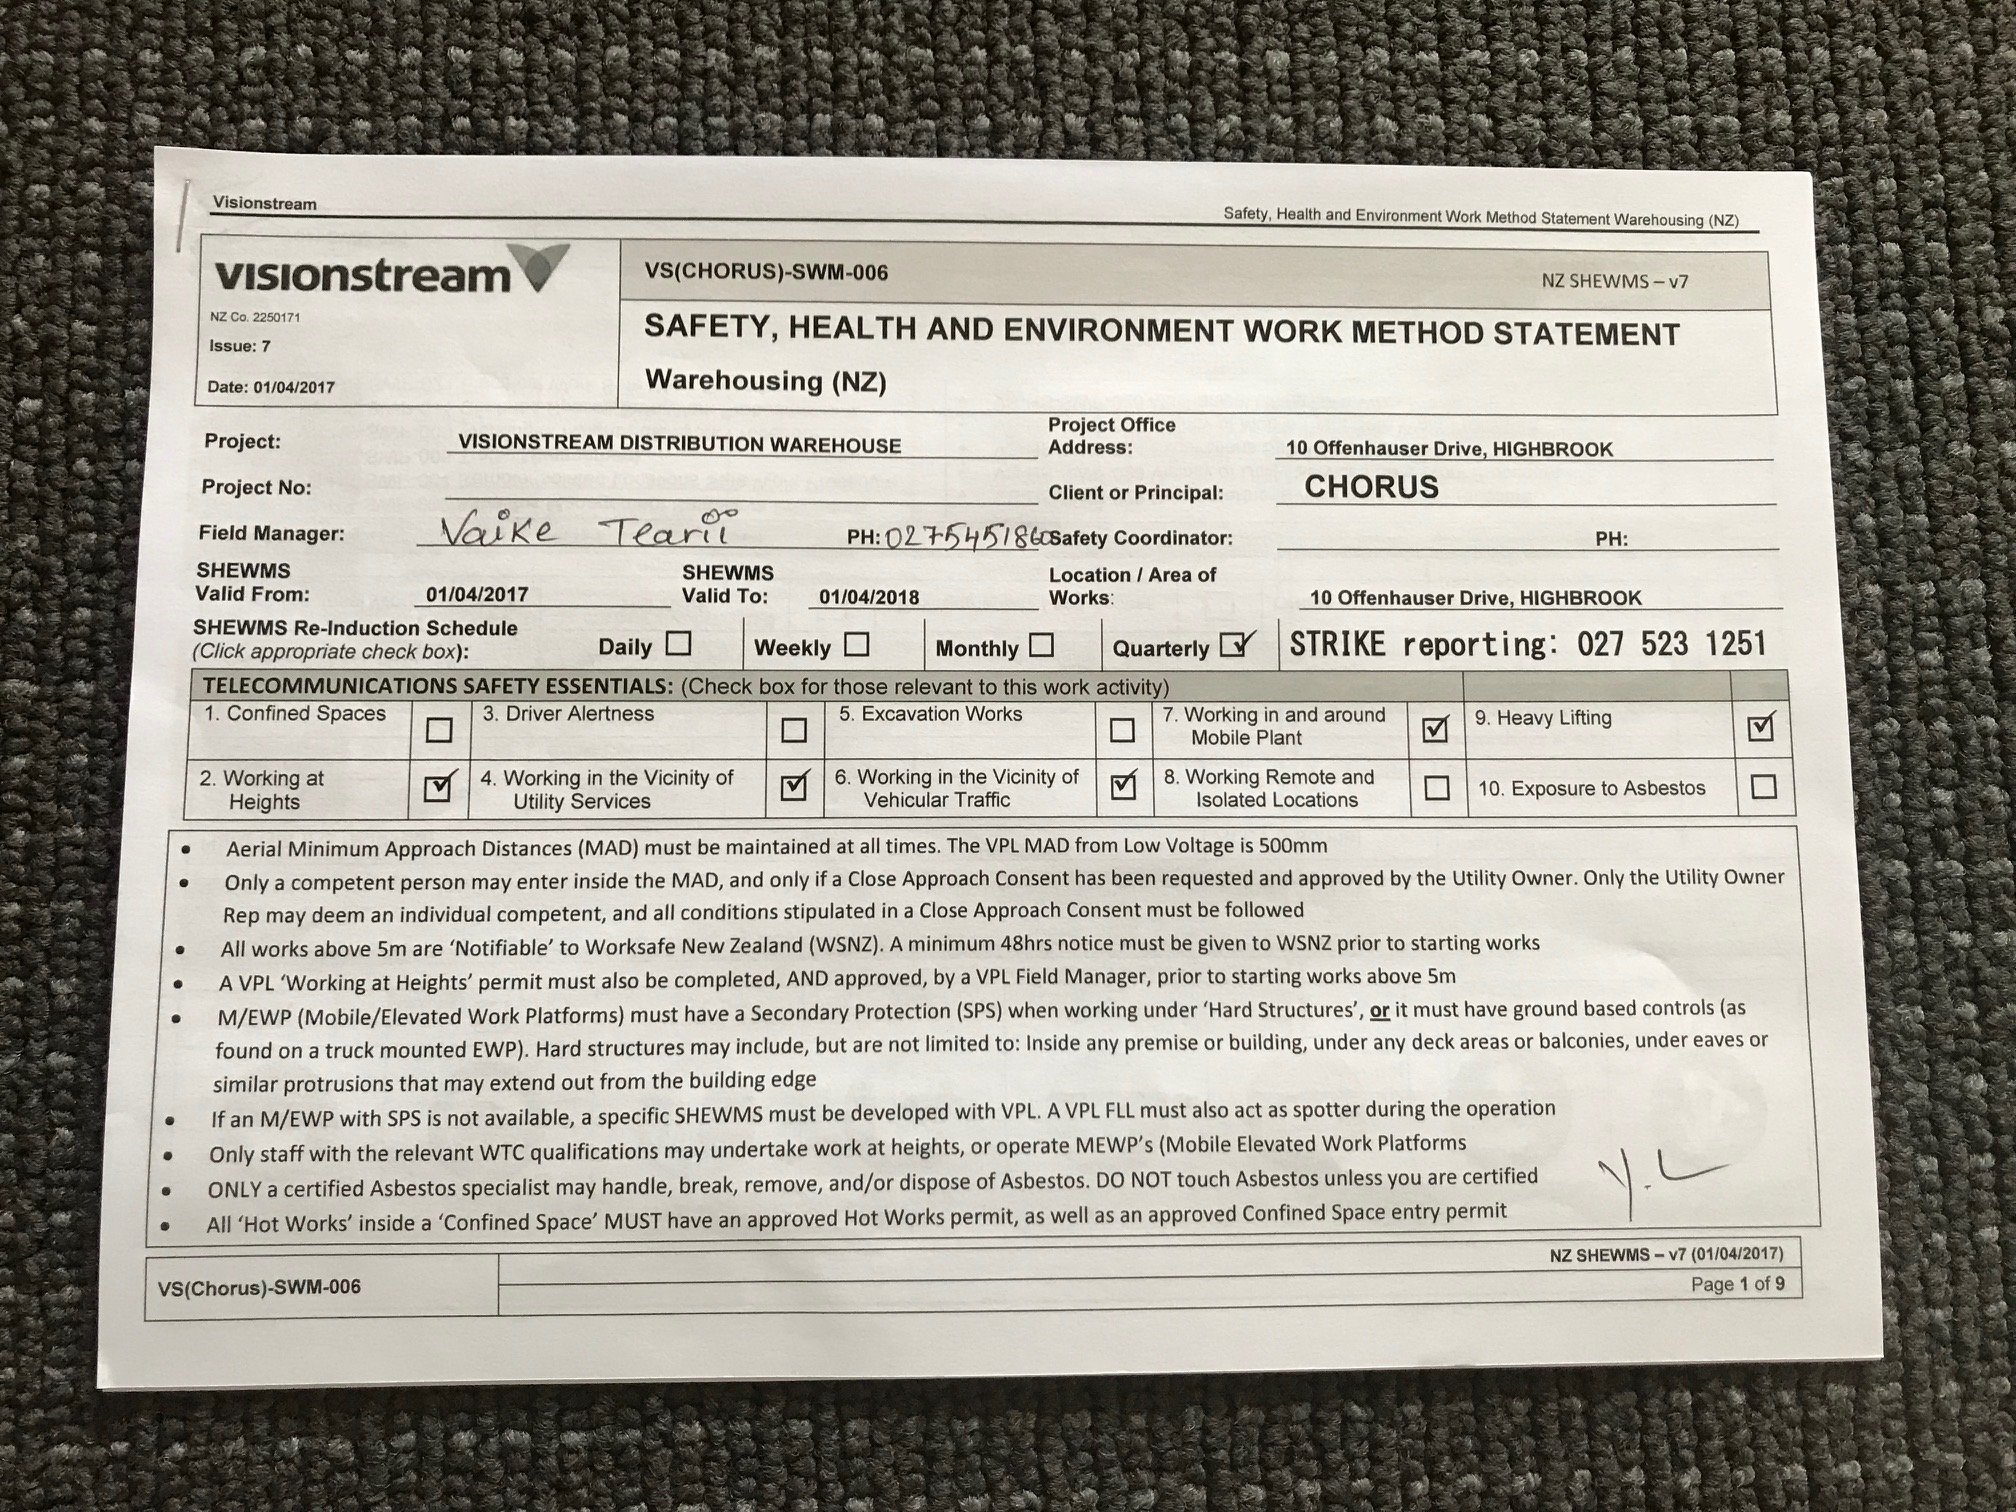 Visionstream Safety, Health and Environment Work Method Statement Warehousing (NZ)
visionstream
NZ Co. 2250171
Issue: 7
Date: 01/04/2017
VS(CHORUS)-SWM-006 NZ SHEWMS – v7
SAFETY, HEALTH AND ENVIRONMENT WORK METHOD STATEMENT
Warehousing (NZ)
Project: VISIONSTREAM DISTRIBUTION WAREHOUSE Project Office Address: 10 Offenhauser Drive, HIGHBROOK
Project No: Client or Principal: CHORUS
Field Manager: Vaike PH: Safety Coordinator: PH:
SHEWMS Valid From: 01/04/2017 SHEWMS Valid To: 01/04/2018 Location / Area of Works: 10 Offenhauser Drive, HIGHBROOK
SHEWMS Re-Induction Schedule
(Click appropriate check box): Daily ☐ Weekly ☐ Monthly ☐ Quarterly ☑ STRIKE reporting: 027 523 1251
TELECOMMUNICATIONS SAFETY ESSENTIALS: (Check box for those relevant to this work activity)
1. Confined Spaces ☐ 3. Driver Alertness ☐ 5. Excavation Works ☐ 7. Working in and around Mobile Plant ☑ 9. Heavy Lifting ☑
2. Working at Heights ☑ 4. Working in the Vicinity of Utility Services ☑ 6. Working in the Vicinity of Vehicular Traffic ☑ 8. Working Remote and Isolated Locations ☐ 10. Exposure to Asbestos ☐
• Aerial Minimum Approach Distances (MAD) must be maintained at all times. The VPL MAD from Low Voltage is 500mm
• Only a competent person may enter inside the MAD, and only if a Close Approach Consent has been requested and approved by the Utility Owner. Only the Utility Owner
Rep may deem an individual competent, and all conditions stipulated in a Close Approach Consent must be followed
• All works above 5m are 'Notifiable' to Worksafe New Zealand (WSNZ). A minimum 48hrs notice must be given to WSNZ prior to starting works
• A VPL 'Working at Heights' permit must also be completed, AND approved, by a VPL Field Manager, prior to starting works above 5m
• M/EWP (Mobile/Elevated Work Platforms) must have a Secondary Protection (SPS) when working under 'Hard Structures', or it must have ground based controls (as
found on a truck mounted EWP). Hard structures may include, but are not limited to: Inside any premise or building, under any deck areas or balconies, under eaves or
similar protrusions that may extend out from the building edge
• If an M/EWP with SPS is not available, a specific SHEWMS must be developed with VPL. A VPL FLL must also act as spotter during the operation
• Only staff with the relevant WTC qualifications may undertake work at heights, or operate MEWP's (Mobile Elevated Work Platforms
• ONLY a certified Asbestos specialist may handle, break, remove, and/or dispose of Asbestos. DO NOT touch Asbestos unless you are certified
• All 'Hot Works' inside a 'Confined Space' MUST have an approved Hot Works permit, as well as an approved Confined Space entry permit
NZ SHEWMS – v7 (01/04/2017)
VS(Chorus)-SWM-006 Page 1 of 9